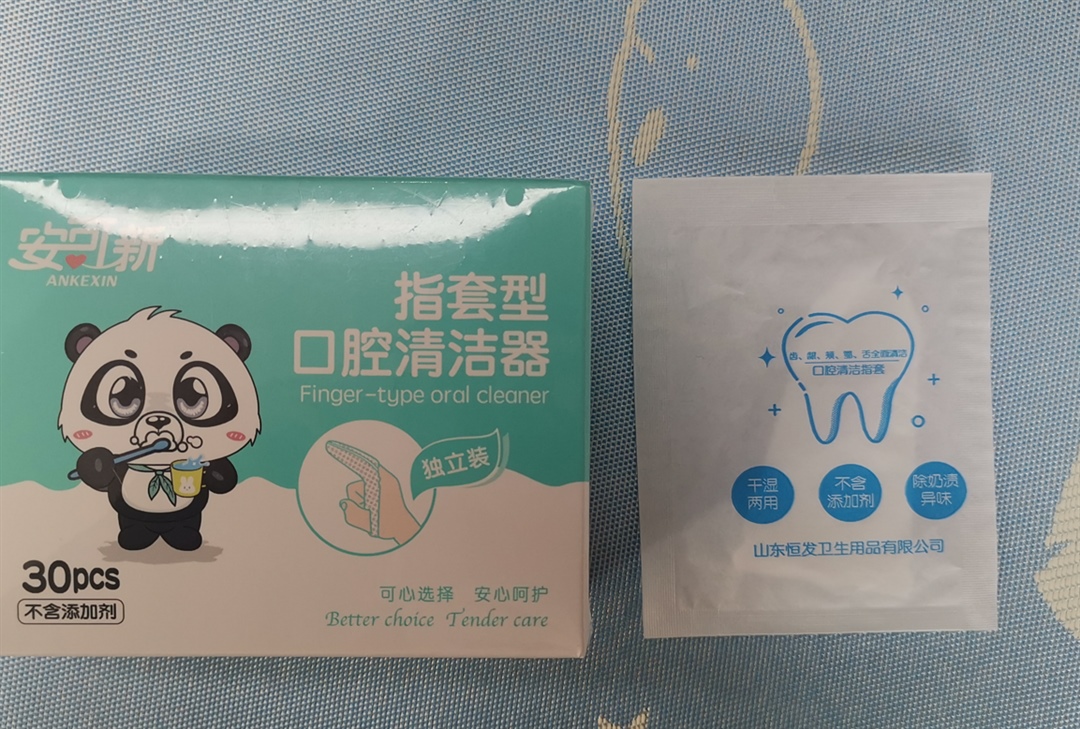 安可新
ANKEXIN
指套型
口腔清洁器
Finger-type oral cleaner
独立装
30pcs
不含添加剂
可心选择 安心呵护
Better choice Tender care
口腔清洁指套
干湿
两用
不含
添加剂
除奶渍
异味
山东恒发卫生用品有限公司